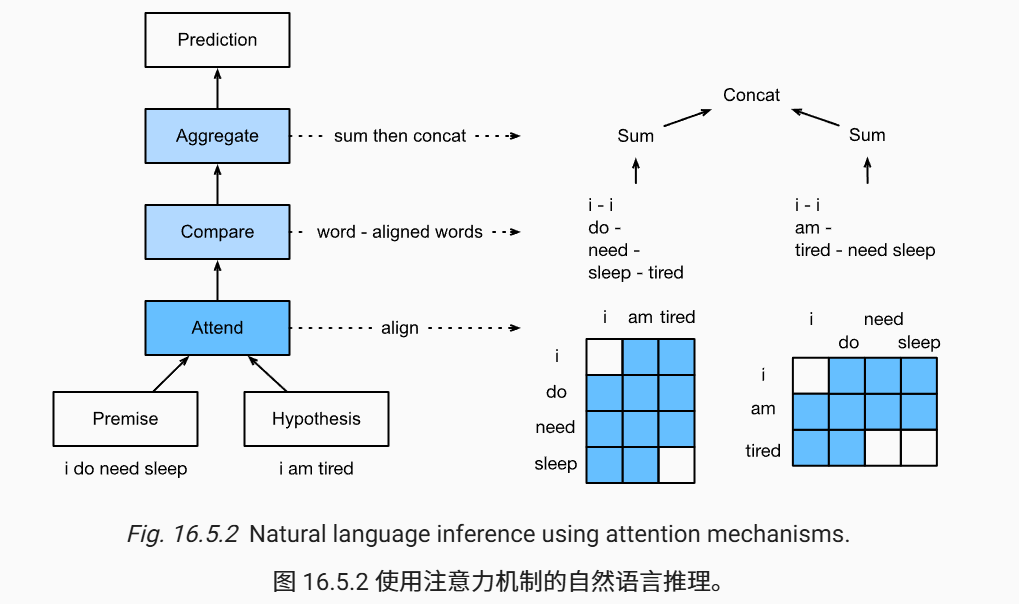 Prediction
Aggregate
sum then concat
Compare
word - aligned words
Attend
align
Premise
Hypothesis
i do need sleep
i am tired
Concat
Sum
Sum
i - i
do -
need -
sleep - tired
i - i
am -
tired - need sleep
i am tired
i
do
need
sleep
i need
do sleep
i
am
tired
Fig. 16.5.2 Natural language inference using attention mechanisms.
图 16.5.2 使用注意力机制的自然语言推理。